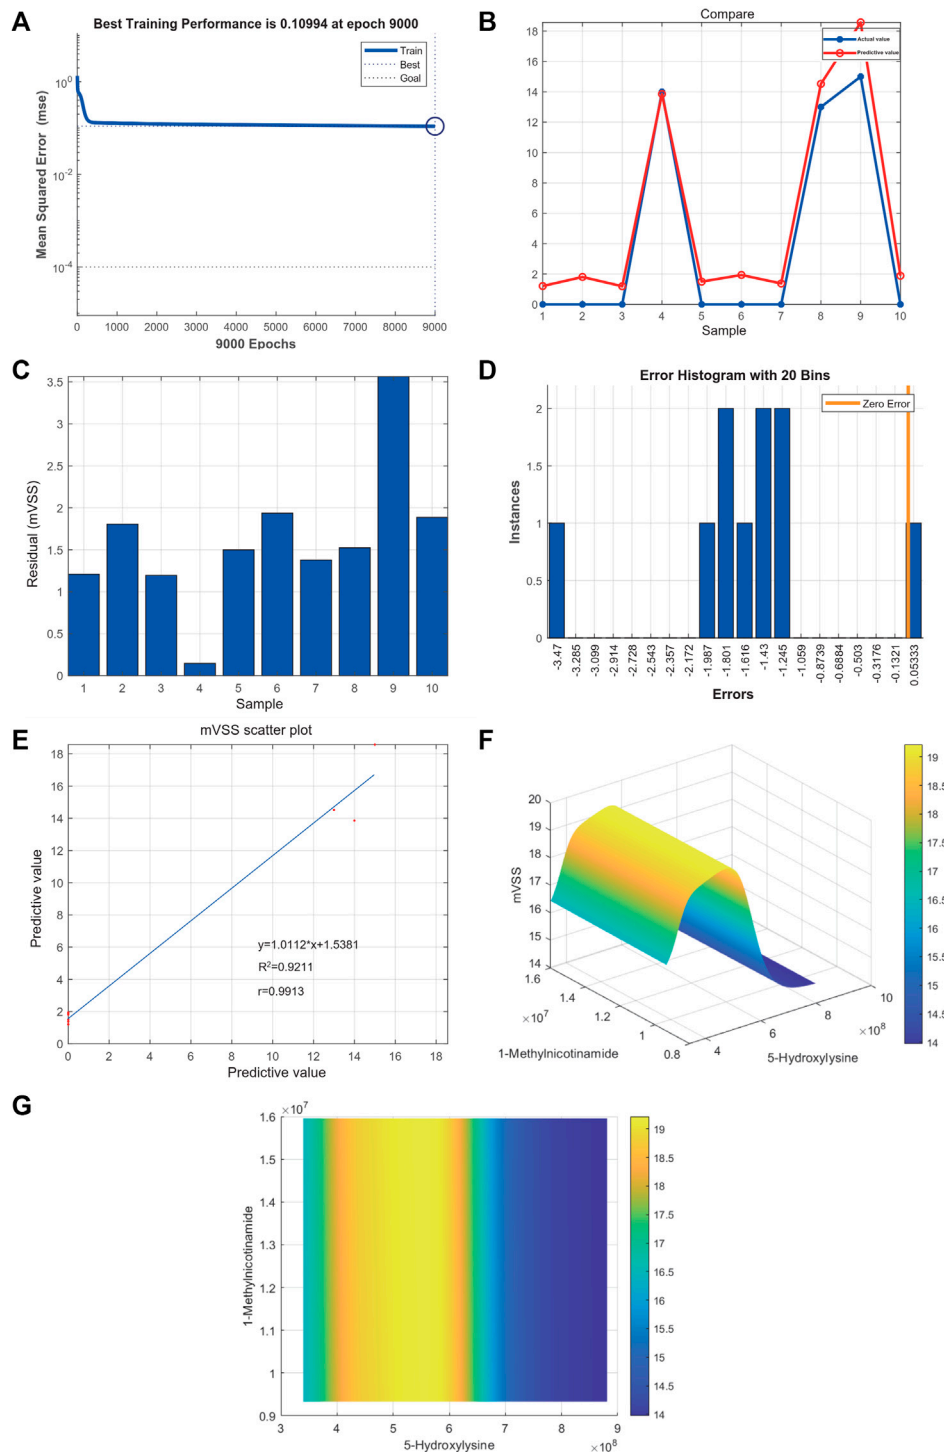 A
Best Training Performance is 0.10994 at epoch 9000
Train
Best
Goal
Mean Squared Error (mse)
10^0
10^-2
10^-4
0 1000 2000 3000 4000 5000 6000 7000 8000 9000
9000 Epochs
B
Compare
Actual value
Predictive value
18
16
14
12
10
8
6
4
2
0
1 2 3 4 5 6 7 8 9 10
Sample
C
Residual (mVSS)
3.5
3
2.5
2
1.5
1
0.5
0
1 2 3 4 5 6 7 8 9 10
Sample
D
Error Histogram with 20 Bins
Zero Error
Instances
2
1.5
1
0.5
0
-3.47 -3.285 -3.099 -2.914 -2.728 -2.543 -2.357 -2.172 -1.987 -1.801 -1.616 -1.43 -1.245 -1.059 -0.8739 -0.6884 -0.503 -0.3176 -0.1321 0.05333
Errors
E
mVSS scatter plot
Predictive value
18
16
14
12
10
8
6
4
2
0
y=1.0112*x+1.5381
R²=0.9211
r=0.9913
0 2 4 6 8 10 12 14 16 18
Predictive value
F
mVSS
20
19
18
17
16
15
14
1.6
1.4
1.2
1
0.8
×10^7
1-Methylnicotinamide
4 6 8 10
×10^8
5-Hydroxylysine
19
18.5
18
17.5
17
16.5
16
15.5
15
14.5
14
G
×10^7
1-Methylnicotinamide
1.6
1.5
1.4
1.3
1.2
1.1
1
0.9
3 4 5 6 7 8 9
5-Hydroxylysine
×10^8
19
18.5
18
17.5
17
16.5
16
15.5
15
14.5
14